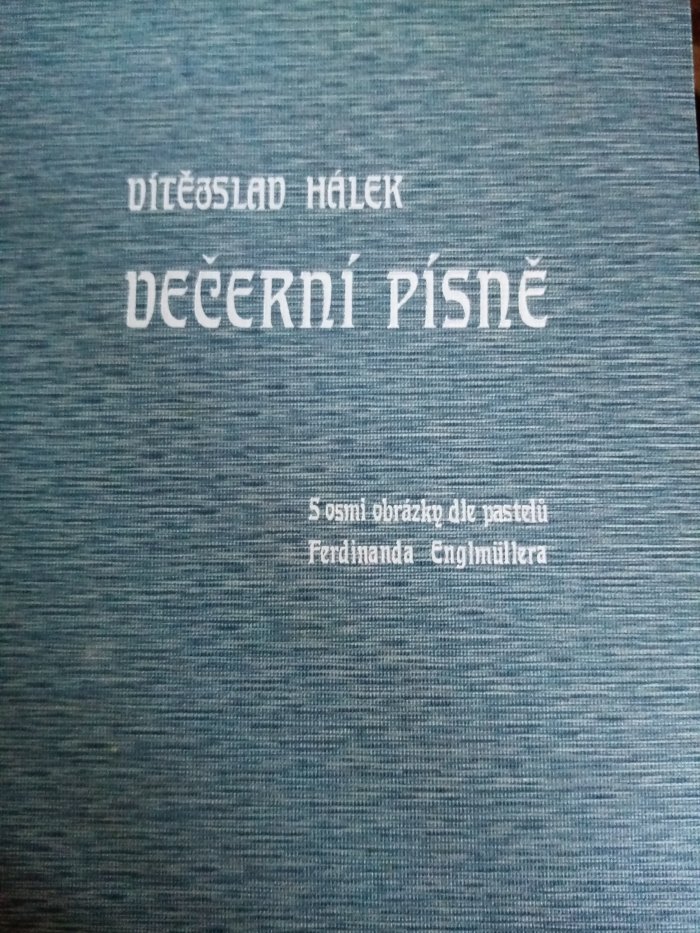 VÍTĚZSLAV HÁLEK
VEČERNÍ PÍSNĚ
S osmi obrázky dle pastelů
Ferdinanda Englmüllera